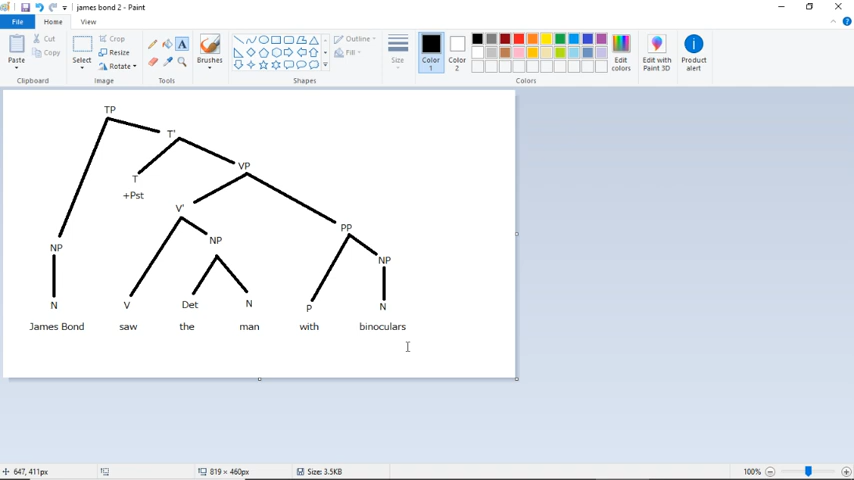 james bond 2 - Paint
File Home View
Paste
Cut
Copy
Clipboard
Select
Crop
Resize
Rotate
Image
A
Tools
Brushes
Outline
Fill
Shapes
Size
Color 1
Color 2
Edit colors
Colors
Edit with Paint 3D
Product alert
TP
T'
T
+Pst
VP
V'
NP
PP
NP
NP
N V Det N P N
James Bond saw the man with binoculars
647, 411px
819 × 460px
Size: 3.5KB
100%